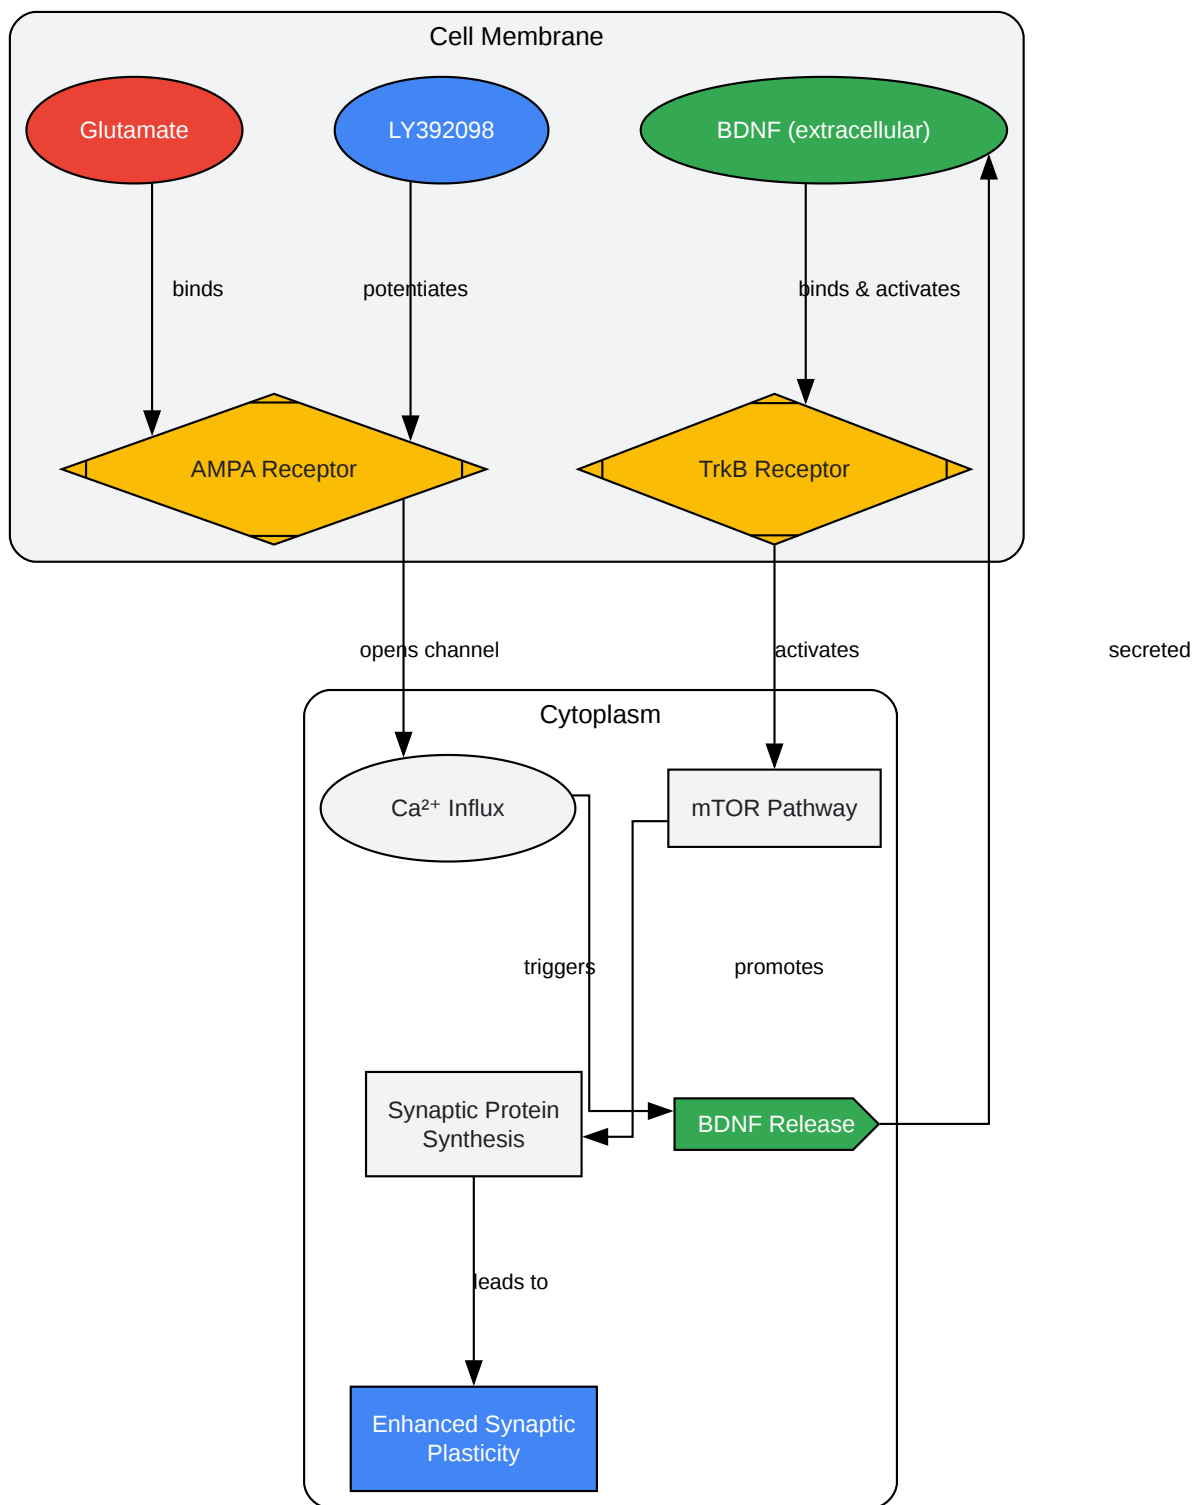 Cell Membrane
Glutamate
LY392098
BDNF (extracellular)
binds
potentiates
binds & activates
AMPA Receptor
TrkB Receptor
opens channel
activates
secreted
Cytoplasm
Ca²⁺ Influx
mTOR Pathway
triggers
promotes
Synaptic Protein
Synthesis
BDNF Release
leads to
Enhanced Synaptic
Plasticity